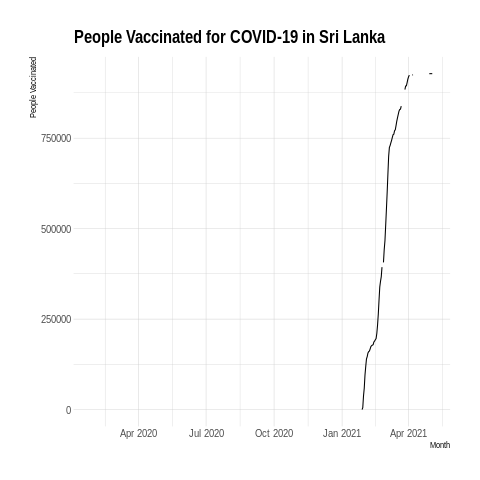 People Vaccinated for COVID-19 in Sri Lanka
People Vaccinated
750000
500000
250000
0
Apr 2020 Jul 2020 Oct 2020 Jan 2021 Apr 2021
Month